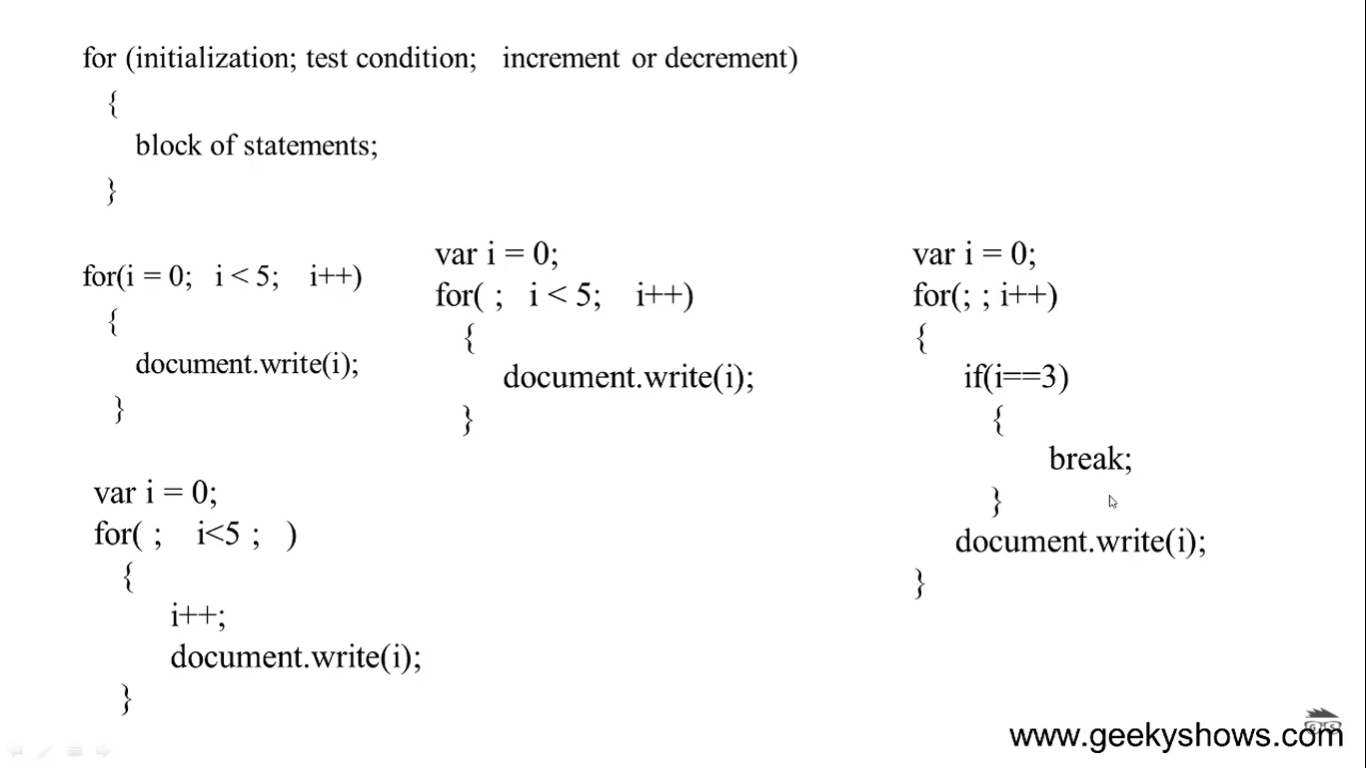 for (initialization; test condition; increment or decrement)
{
block of statements;
}
for(i = 0; i < 5; i++)
{
document.write(i);
}
var i = 0;
for( ; i < 5; i++)
{
document.write(i);
}
var i = 0;
for(; ; i++)
{
if(i==3)
{
break;
}
document.write(i);
}
var i = 0;
for( ; i<5 ; )
{
i++;
document.write(i);
}
www.geekyshows.com